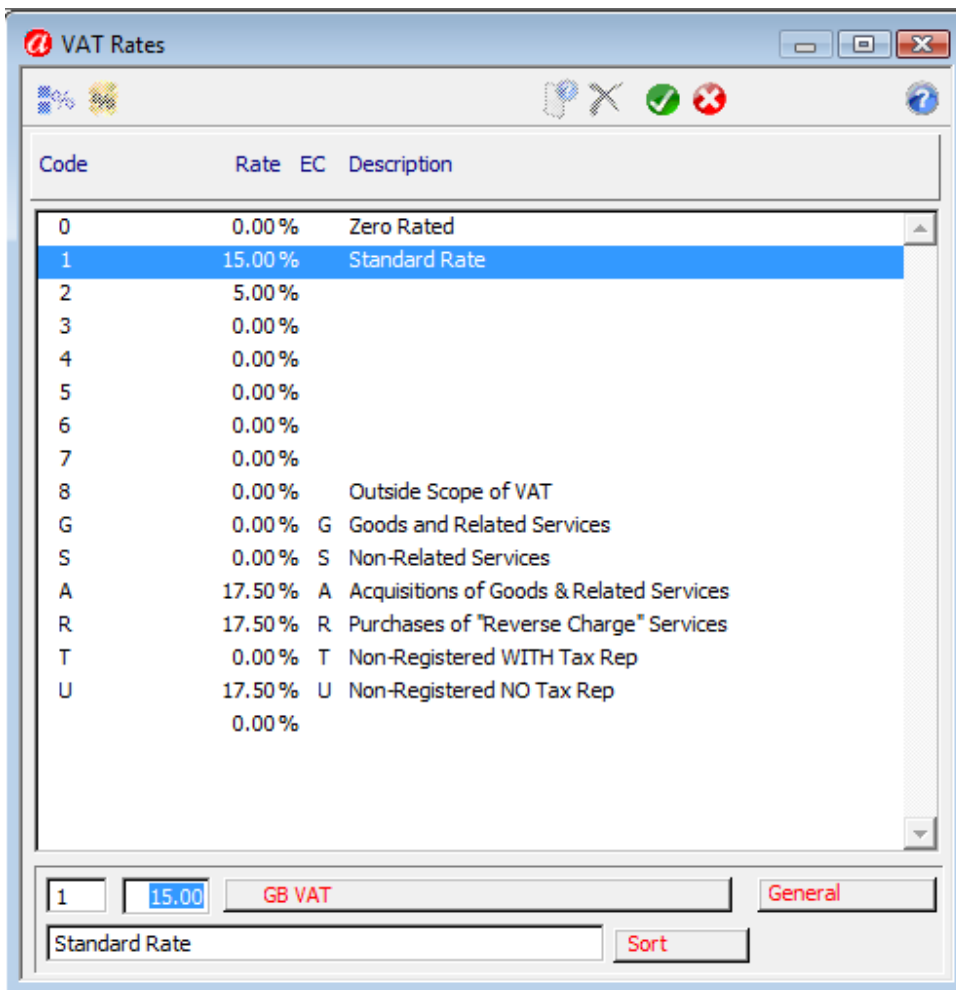 VAT Rates
Code Rate EC Description
0 0.00% Zero Rated
1 15.00% Standard Rate
2 5.00%
3 0.00%
4 0.00%
5 0.00%
6 0.00%
7 0.00%
8 0.00% Outside Scope of VAT
G 0.00% G Goods and Related Services
S 0.00% S Non-Related Services
A 17.50% A Acquisitions of Goods & Related Services
R 17.50% R Purchases of "Reverse Charge" Services
T 0.00% T Non-Registered WITH Tax Rep
U 17.50% U Non-Registered NO Tax Rep
0.00%
1 15.00 GB VAT General
Standard Rate Sort